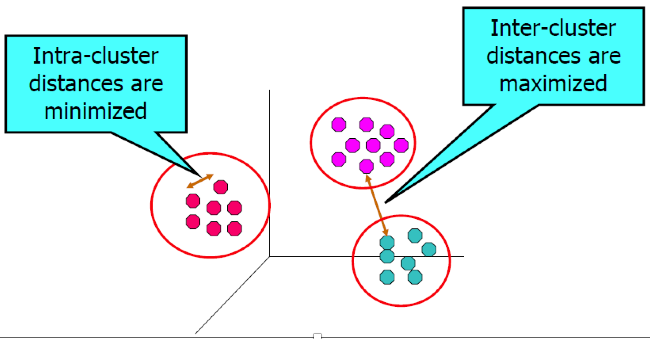 Intra-cluster
distances are
minimized
Inter-cluster
distances are
maximized